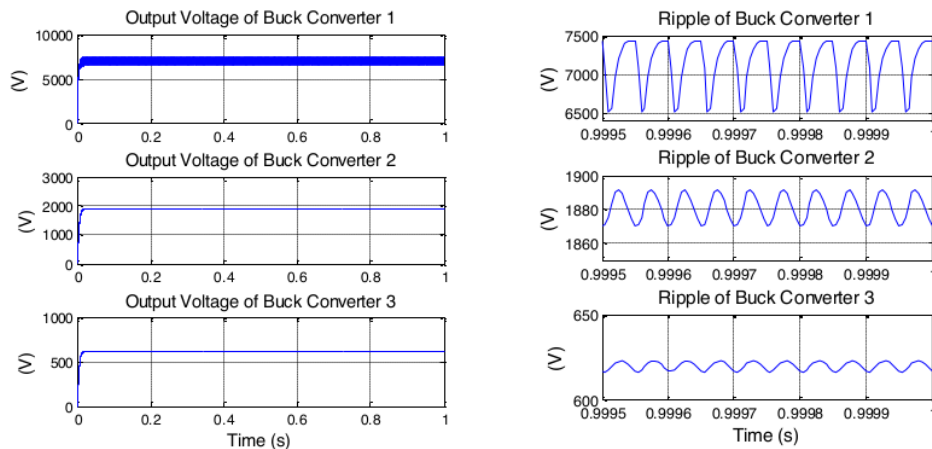 Output Voltage of Buck Converter 1
10000
5000
0
(V)
0 0.2 0.4 0.6 0.8 1
Output Voltage of Buck Converter 2
3000
2000
1000
0
(V)
0 0.2 0.4 0.6 0.8 1
Output Voltage of Buck Converter 3
1000
500
0
(V)
0 0.2 0.4 0.6 0.8 1
Time (s)
Ripple of Buck Converter 1
7500
7000
6500
(V)
0.9995 0.9996 0.9997 0.9998 0.9999 1
Ripple of Buck Converter 2
1900
1880
1860
(V)
0.9995 0.9996 0.9997 0.9998 0.9999 1
Ripple of Buck Converter 3
650
600
(V)
0.9995 0.9996 0.9997 0.9998 0.9999 1
Time (s)